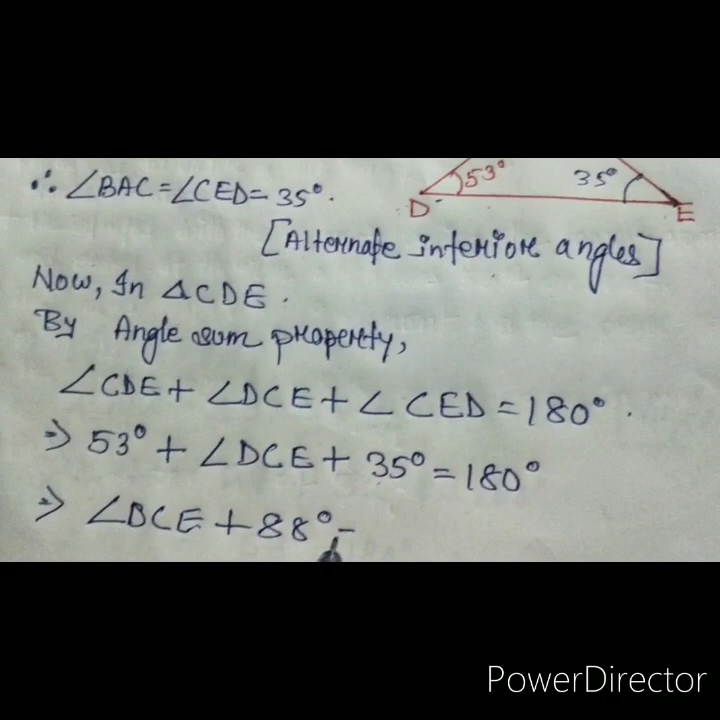 53° 35°
∴ ∠BAC = ∠CED = 35°.
D E
[Alternate interior angles]
Now, In △CDE.
By Angle sum property,
∠CDE + ∠DCE + ∠CED = 180°.
⇒ 53° + ∠DCE + 35° = 180°
⇒ ∠DCE + 88° =
PowerDirector